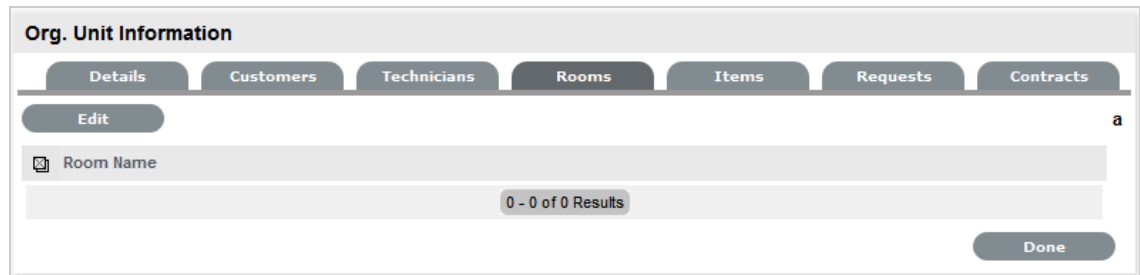 Org. Unit Information
Details Customers Technicians Rooms Items Requests Contracts
Edit a
Room Name
0 - 0 of 0 Results
Done